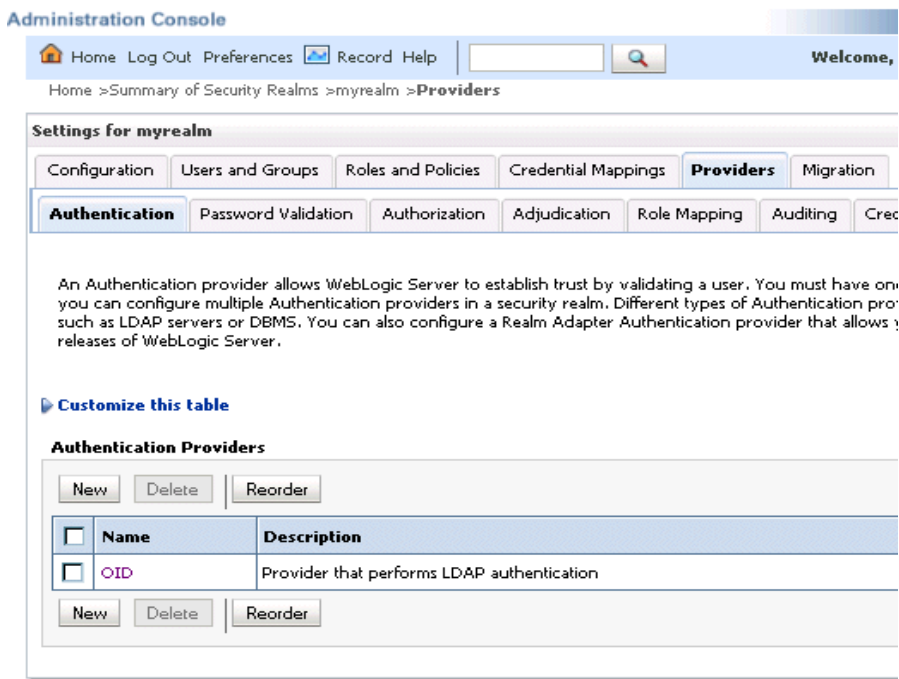 Administration Console
Home Log Out Preferences Record Help
Welcome,
Home >Summary of Security Realms >myrealm >Providers
Settings for myrealm
Configuration Users and Groups Roles and Policies Credential Mappings Providers Migration
Authentication Password Validation Authorization Adjudication Role Mapping Auditing
An Authentication provider allows WebLogic Server to establish trust by validating a user. You must have
you can configure multiple Authentication providers in a security realm. Different types of Authentication
such as LDAP servers or DBMS. You can also configure a Realm Adapter Authentication provider that allows
releases of WebLogic Server.
Customize this table
Authentication Providers
New Delete Reorder
Name Description
OID Provider that performs LDAP authentication
New Delete Reorder